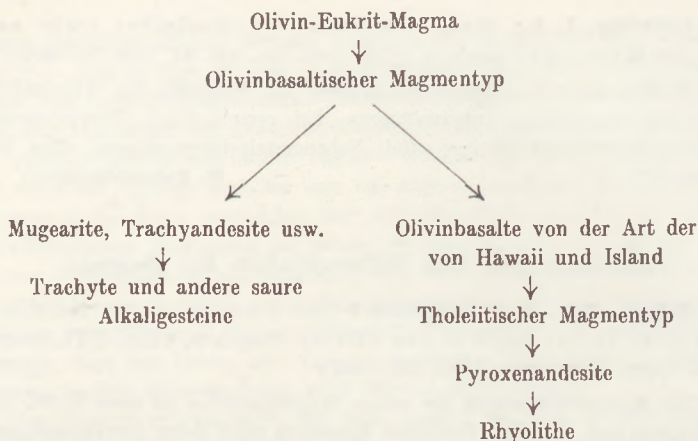 Olivin-Eukrit-Magma
↓
Olivinbasaltischer Magmentyp
Mugearite, Trachyandesite usw.
↓
Trachyte und andere saure
Alkaligesteine
Olivinbasalte von der Art der
von Hawaii und Island
↓
Tholeiitischer Magmentyp
↓
Pyroxenandesite
↓
Rhyolithe